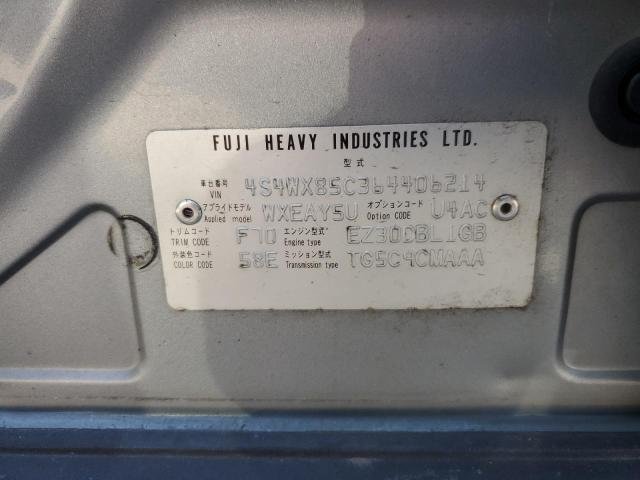 FUJI HEAVY INDUSTRIES LTD.
型式
車台番号 VIN 4S4WX85C364406214
アプライドモデル Applied model WXEAY5U オプションコード Option CODE U4AC
トリムコード TRIM CODE F70 エンジン型式 Engine type EZ30DBL1GB
外装色コード COLOR CODE 58E ミッション型式 Transmission type TG5C4CMAAA